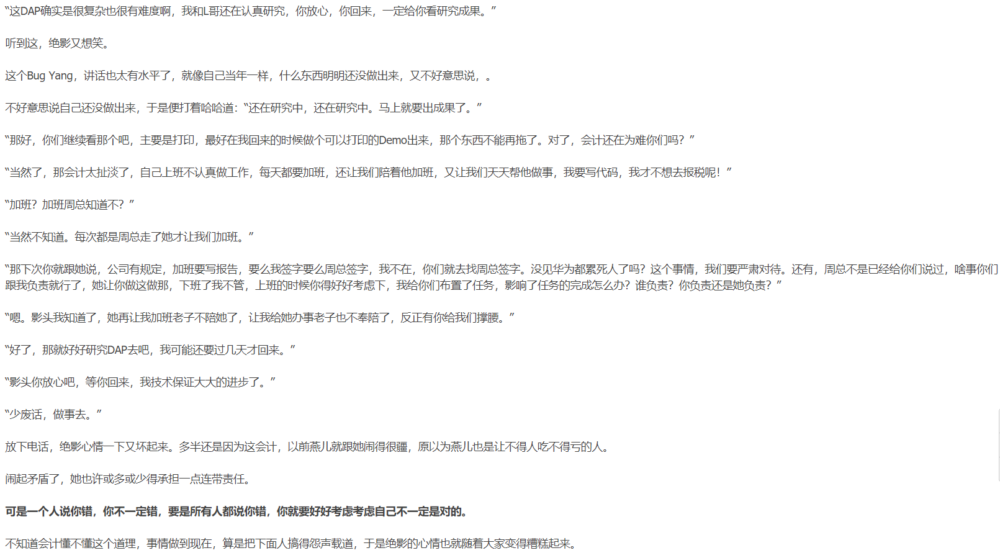 “这DAP确实是很复杂也很有难度啊，我和L哥还在认真研究，你放心，你回来，一定给你看研究成果。”
听到这，绝影又想笑。
这个Bug Yang，讲话也太有水平了，就像自己当年一样，什么东西明明还没做出来，又不好意思说，。
不好意思说自己还没做出来，于是便打着哈哈道：“还在研究中，还在研究中。马上就要出成果了。”
“那好，你们继续看那个吧，主要是打印，最好在我回来的时候做个可以打印的Demo出来，那个东西不能再拖了。对了，会计还在为难你们吗？”
“当然了，那会计太扯淡了，自己上班不认真做工作，每天都要加班，还让我们陪着他加班，又让我们天天帮他做事，我要写代码，我才不想去报税呢！”
“加班？加班周总知道不？”
“当然不知道。每次都是周总走了她才让我们加班。”
“那下次你就跟她说，公司有规定，加班要写报告，要么我签字要么周总签字，我不在，你们就去找周总签字。没见华为都累死人了吗？这个事情，我们要严肃对待。还有，周总不是已经给你们说过，啥事你们
跟我负责就行了，她让你做这做那，下班了我不管，上班的时候你得好好考虑下，我给你们布置了任务，影响了任务的完成怎么办？谁负责？你负责还是她负责？”
“嗯。影头我知道了，她再让我加班老子不陪她了，让我给她办事老子也不奉陪了，反正有你给我们撑腰。”
“好了，那就好好研究DAP去吧，我可能还要过几天才回来。”
“影头你放心吧，等你回来，我技术保证大大的进步了。”
“少废话，做事去。”
放下电话，绝影心情一下又坏起来。多半还是因为这会计，以前燕儿就跟她闹得很疆，原以为燕儿也是让不得人吃不得亏的人。
闹起矛盾了，她也许或多或少得承担一点连带责任。
可是一个人说你错，你不一定错，要是所有人都说你错，你就要好好考虑考虑自己不一定是对的。
不知道会计懂不懂这个道理，事情做到现在，算是把下面人搞得怨声载道，于是绝影的心情也就随着大家变得糟糕起来。